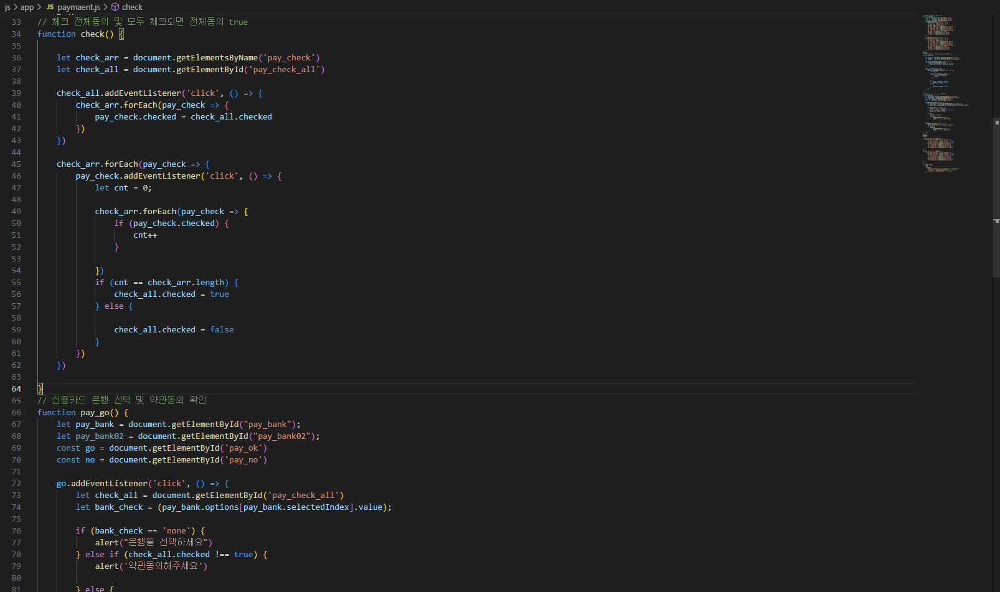 js > app > JS paymaent.js > check
33 // 체크 전체동의 및 모두 체크되면 전체동의 true
34 function check() {
35
36 let check_arr = document.getElementsByName('pay_check')
37 let check_all = document.getElementById('pay_check_all')
38
39 check_all.addEventListener('click', () => {
40 check_arr.forEach(pay_check => {
41 pay_check.checked = check_all.checked
42 })
43 })
44
45 check_arr.forEach(pay_check => {
46 pay_check.addEventListener('click', () => {
47 let cnt = 0;
48
49 check_arr.forEach(pay_check => {
50 if (pay_check.checked) {
51 cnt++
52 }
53
54 })
55 if (cnt == check_arr.length) {
56 check_all.checked = true
57 } else {
58
59 check_all.checked = false
60 }
61 })
62 })
63
64 }
65 // 신용카드 은행 선택 및 약관동의 확인
66 function pay_go() {
67 let pay_bank = document.getElementById("pay_bank");
68 let pay_bank02 = document.getElementById("pay_bank02");
69 const go = document.getElementById('pay_ok')
70 const no = document.getElementById('pay_no')
71
72 go.addEventListener('click', () => {
73 let check_all = document.getElementById('pay_check_all')
74 let bank_check = (pay_bank.options[pay_bank.selectedIndex].value);
75
76 if (bank_check == 'none') {
77 alert("은행을 선택하세요")
78 } else if (check_all.checked !== true) {
79 alert('약관동의해주세요')
80
81 } else {